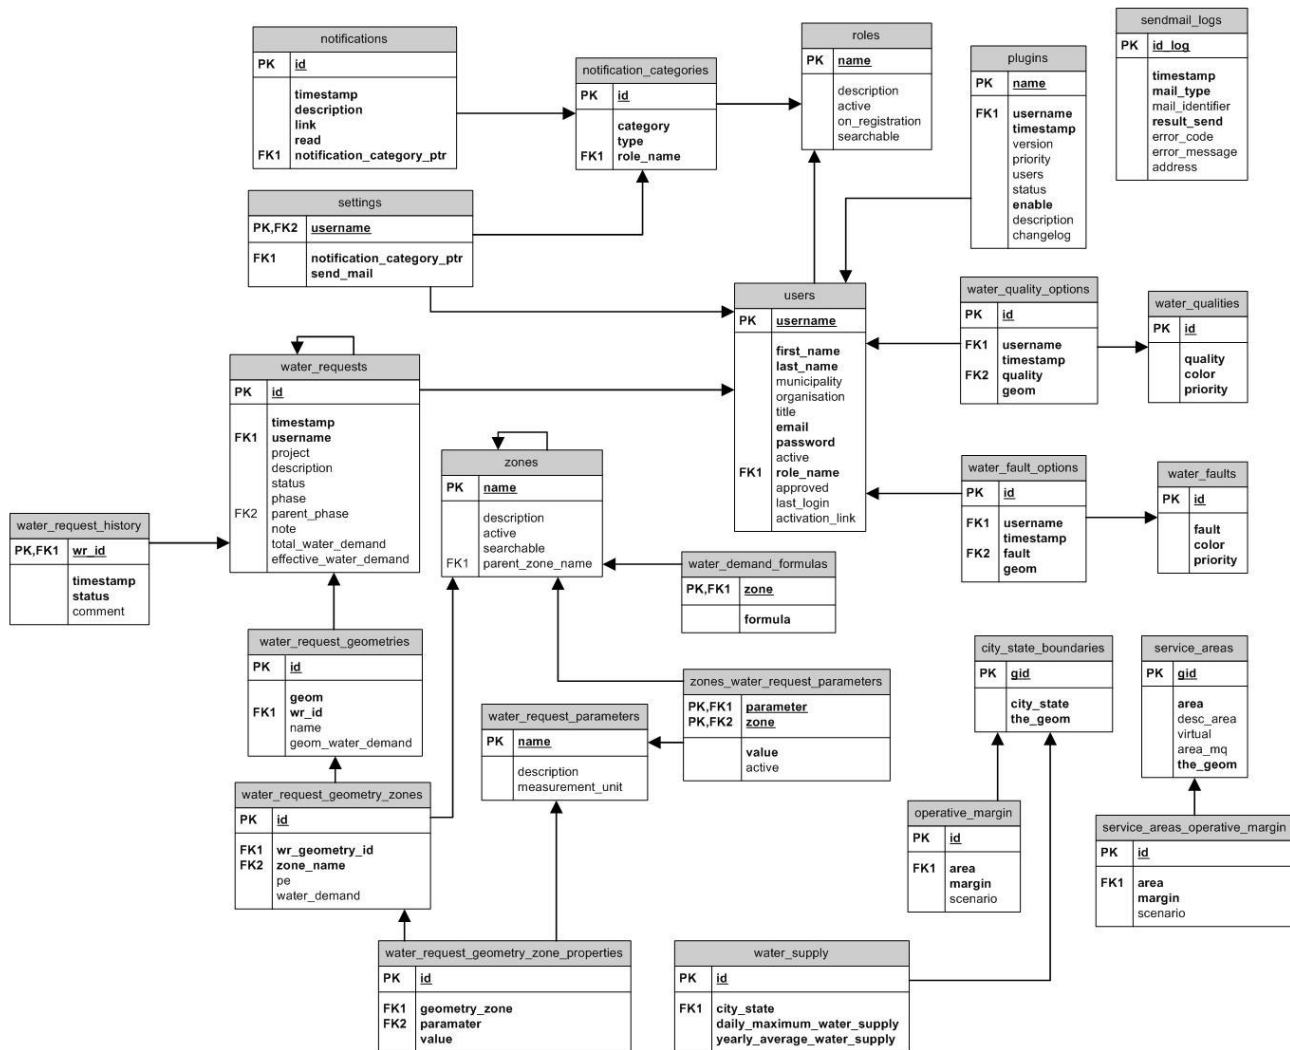 notifications
PK id
timestamp
description
link
read
FK1 notification_category_ptr
notification_categories
PK id
category
type
FK1 role_name
roles
PK name
description
active
on_registration
searchable
plugins
PK name
FK1 username
timestamp
version
priority
users
status
enable
description
changelog
sendmail_logs
PK id_log
timestamp
mail_type
mail_identifier
result_send
error_code
error_message
address
settings
PK,FK2 username
FK1 notification_category_ptr
send_mail
users
PK username
first_name
last_name
municipality
organisation
title
email
password
active
FK1 role_name
approved
last_login
activation_link
water_quality_options
PK id
FK1 username
timestamp
FK2 quality
geom
water_qualities
PK id
quality
color
priority
water_requests
PK id
timestamp
FK1 username
project
description
status
phase
FK2 parent_phase
note
total_water_demand
effective_water_demand
zones
PK name
description
active
searchable
FK1 parent_zone_name
water_fault_options
PK id
FK1 username
timestamp
FK2 fault
geom
water_faults
PK id
fault
color
priority
water_request_history
PK,FK1 wr_id
timestamp
status
comment
water_demand_formulas
PK,FK1 zone
formula
water_request_geometries
PK id
geom
FK1 wr_id
name
geom_water_demand
zones_water_request_parameters
PK,FK1 parameter
PK,FK2 zone
value
active
city_state_boundaries
PK gid
city_state
the_geom
service_areas
PK gid
area
desc_area
virtual
area_mq
the_geom
water_request_parameters
PK name
description
measurement_unit
water_request_geometry_zones
PK id
FK1 wr_geometry_id
FK2 zone_name
pe
water_demand
operative_margin
PK id
FK1 area
margin
scenario
service_areas_operative_margin
PK id
FK1 area
margin
scenario
water_request_geometry_zone_properties
PK id
FK1 geometry_zone
FK2 paramater
value
water_supply
PK id
FK1 city_state
daily_maximum_water_supply
yearly_average_water_supply